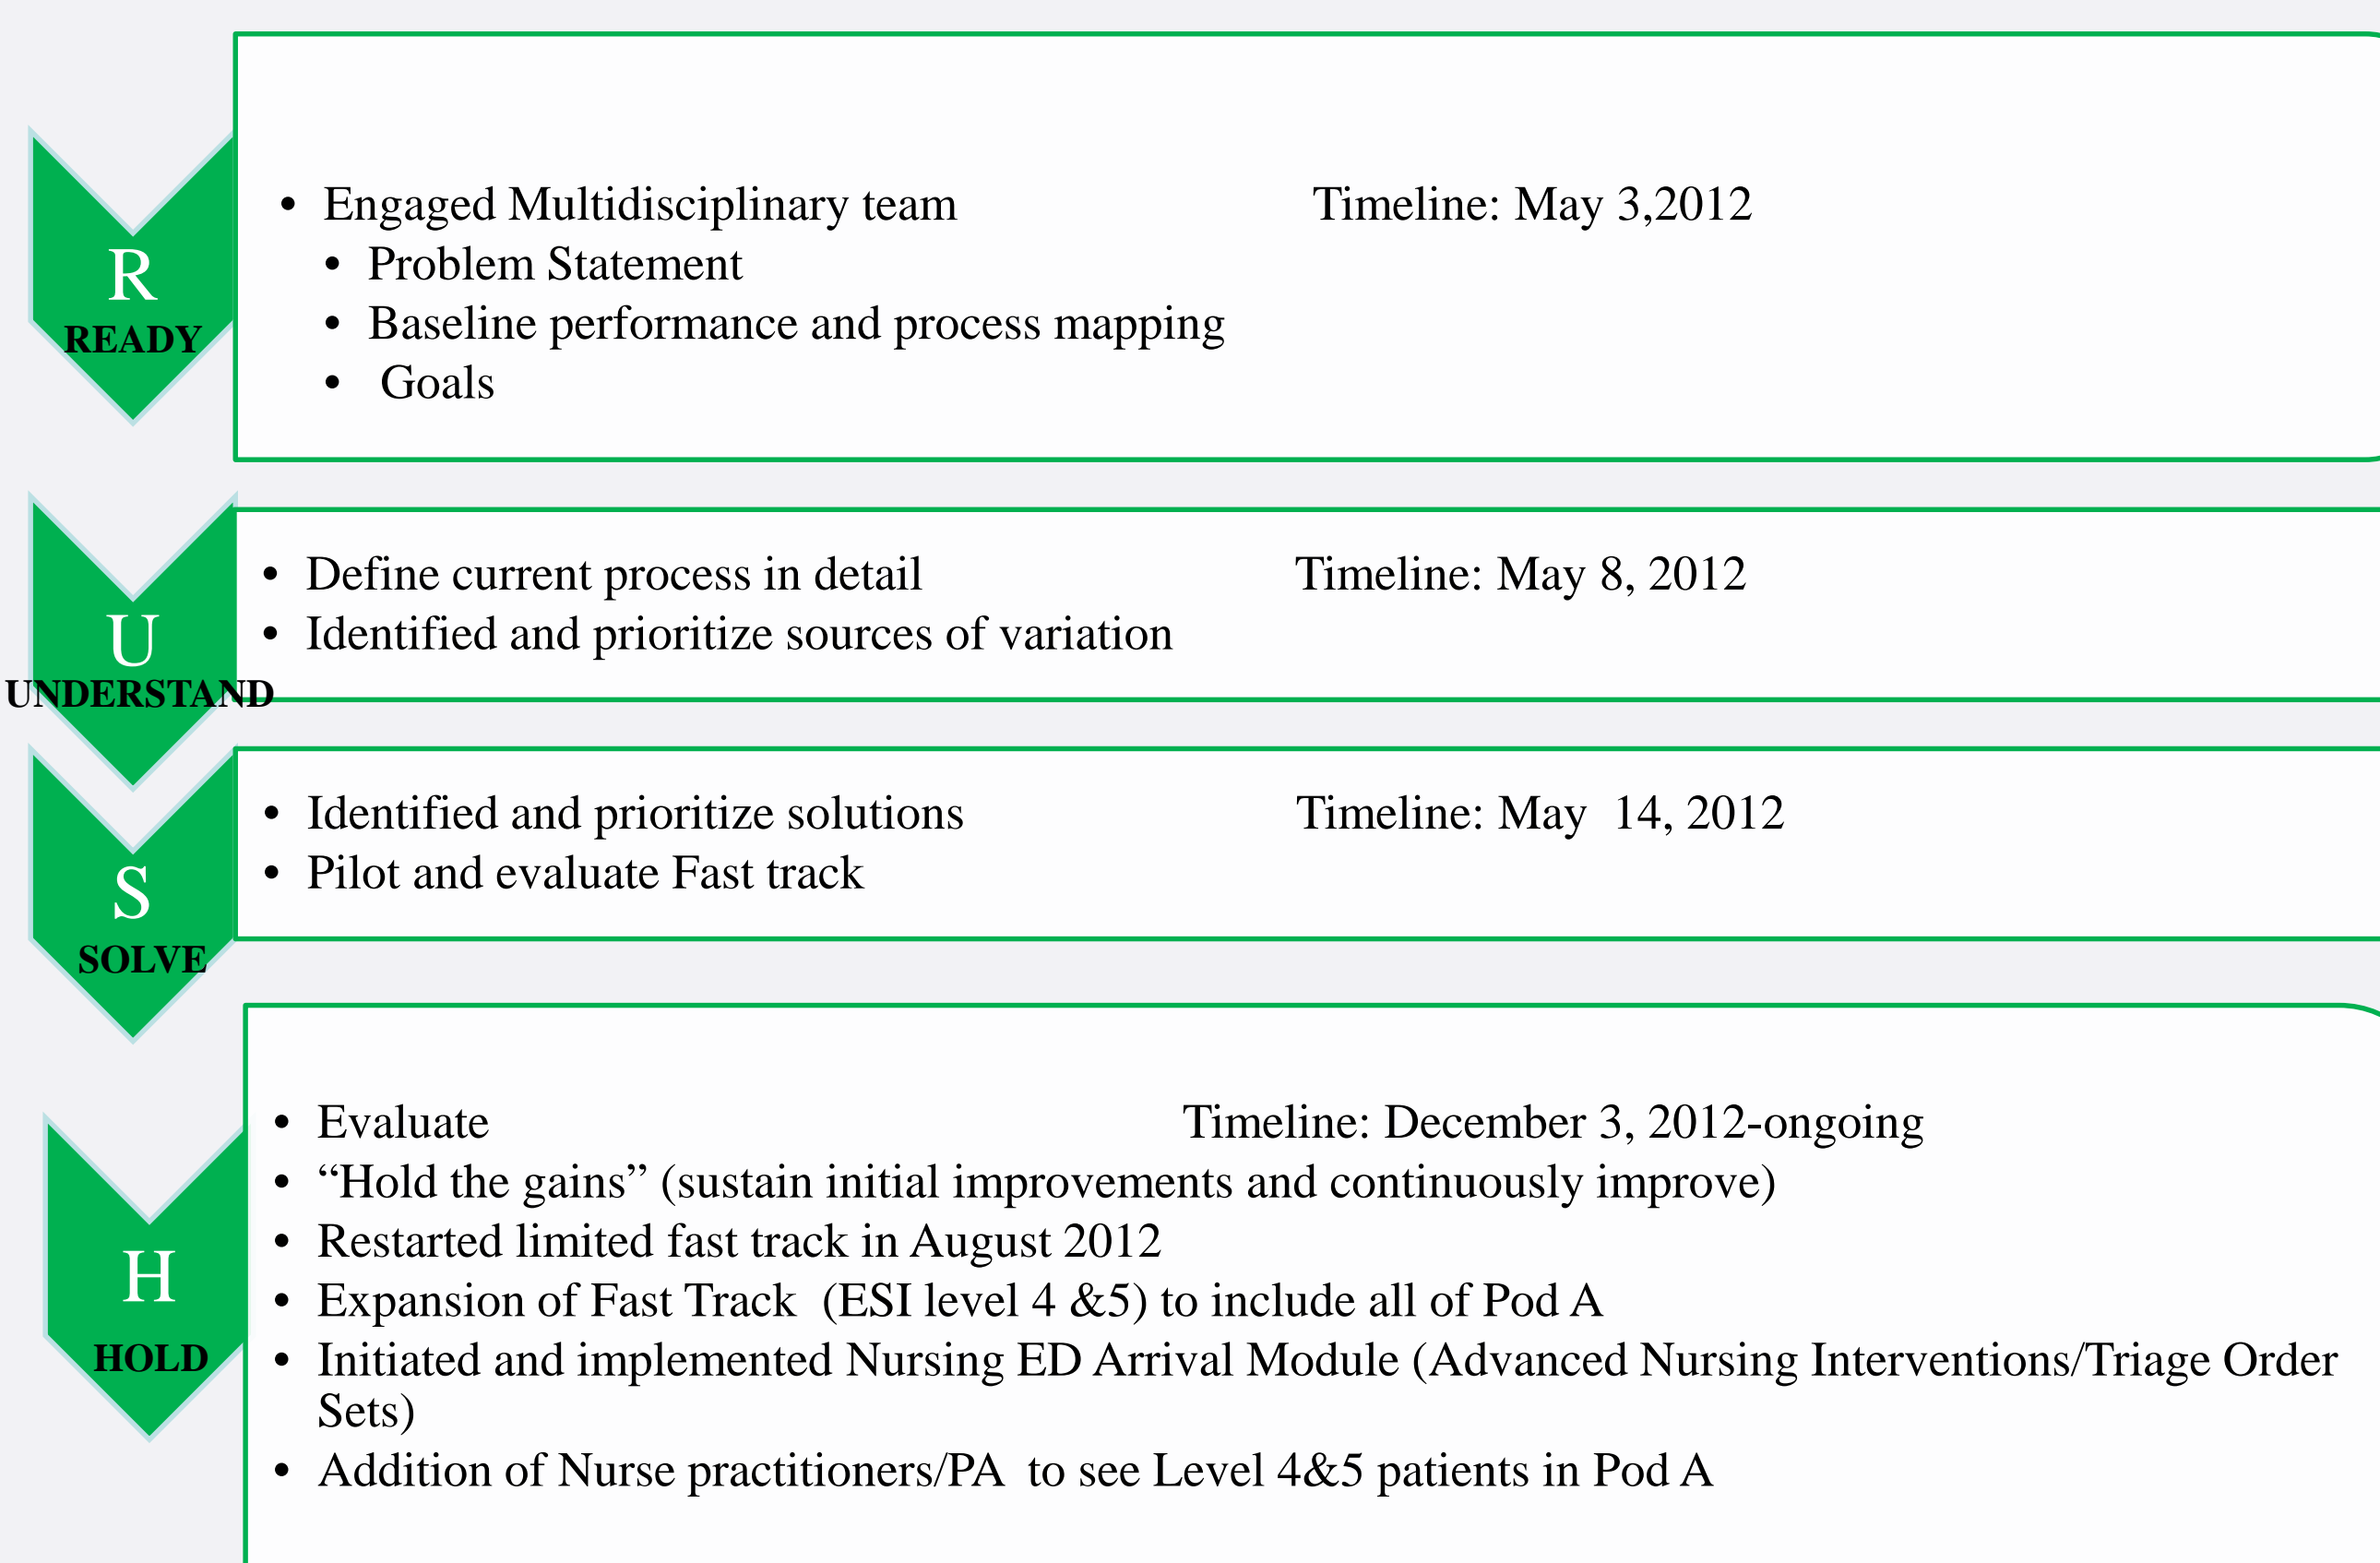 R
READY
• Engaged Multidisciplinary team Timeline: May 3,2012
• Problem Statement
• Baseline performance and process mapping
• Goals
U
UNDERSTAND
• Define current process in detail Timeline: May 8, 2012
• Identified and prioritize sources of variation
S
SOLVE
• Identified and prioritize solutions Timeline: May 14, 2012
• Pilot and evaluate Fast track
H
HOLD
• Evaluate Timeline: December 3, 2012-ongoing
• “Hold the gains” (sustain initial improvements and continuously improve)
• Restarted limited fast track in August 2012
• Expansion of Fast Track (ESI level 4 &5) to include all of Pod A
• Initiated and implemented Nursing ED Arrival Module (Advanced Nursing Interventions/Triage Order
Sets)
• Addition of Nurse practitioners/PA to see Level 4&5 patients in Pod A